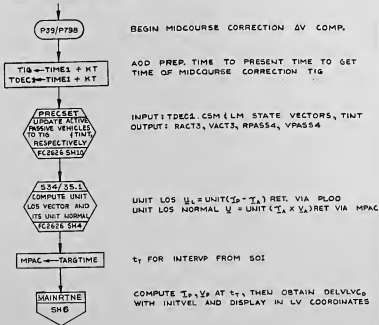 P39/P79B
BEGIN MIDCOURSE CORRECTION ΔV COMP.
TIG←TIME1 + KT
TDEC1←TIME1 + KT
ADD PREP. TIME TO PRESENT TIME TO GET
TIME OF MIDCOURSE CORRECTION TIG
PRECSET
UPDATE ACTIVE
PASSIVE VEHICLES
TO TIG & TINT,
RESPECTIVELY
FC2626 SH10
INPUT: TDEC1, CSM & LM STATE VECTORS, TINT
OUTPUT: RACT3, VACT3, RPASS4, VPASS4
S34/35.1
COMPUTE UNIT
LOS VECTOR AND
ITS UNIT NORMAL
FC2626 SH4
UNIT LOS U_L = UNIT(r_P - r_A) RET. VIA PL00
UNIT LOS NORMAL U = UNIT (r_A x V_A) RET VIA MPAC
MPAC←TARGTIME
t_T FOR INTERVP FROM SOI
MAINRTNE
SH6
COMPUTE r_P, V_P AT t_T, THEN OBTAIN DELVLVC_D
WITH INITVEL AND DISPLAY IN LV COORDINATES